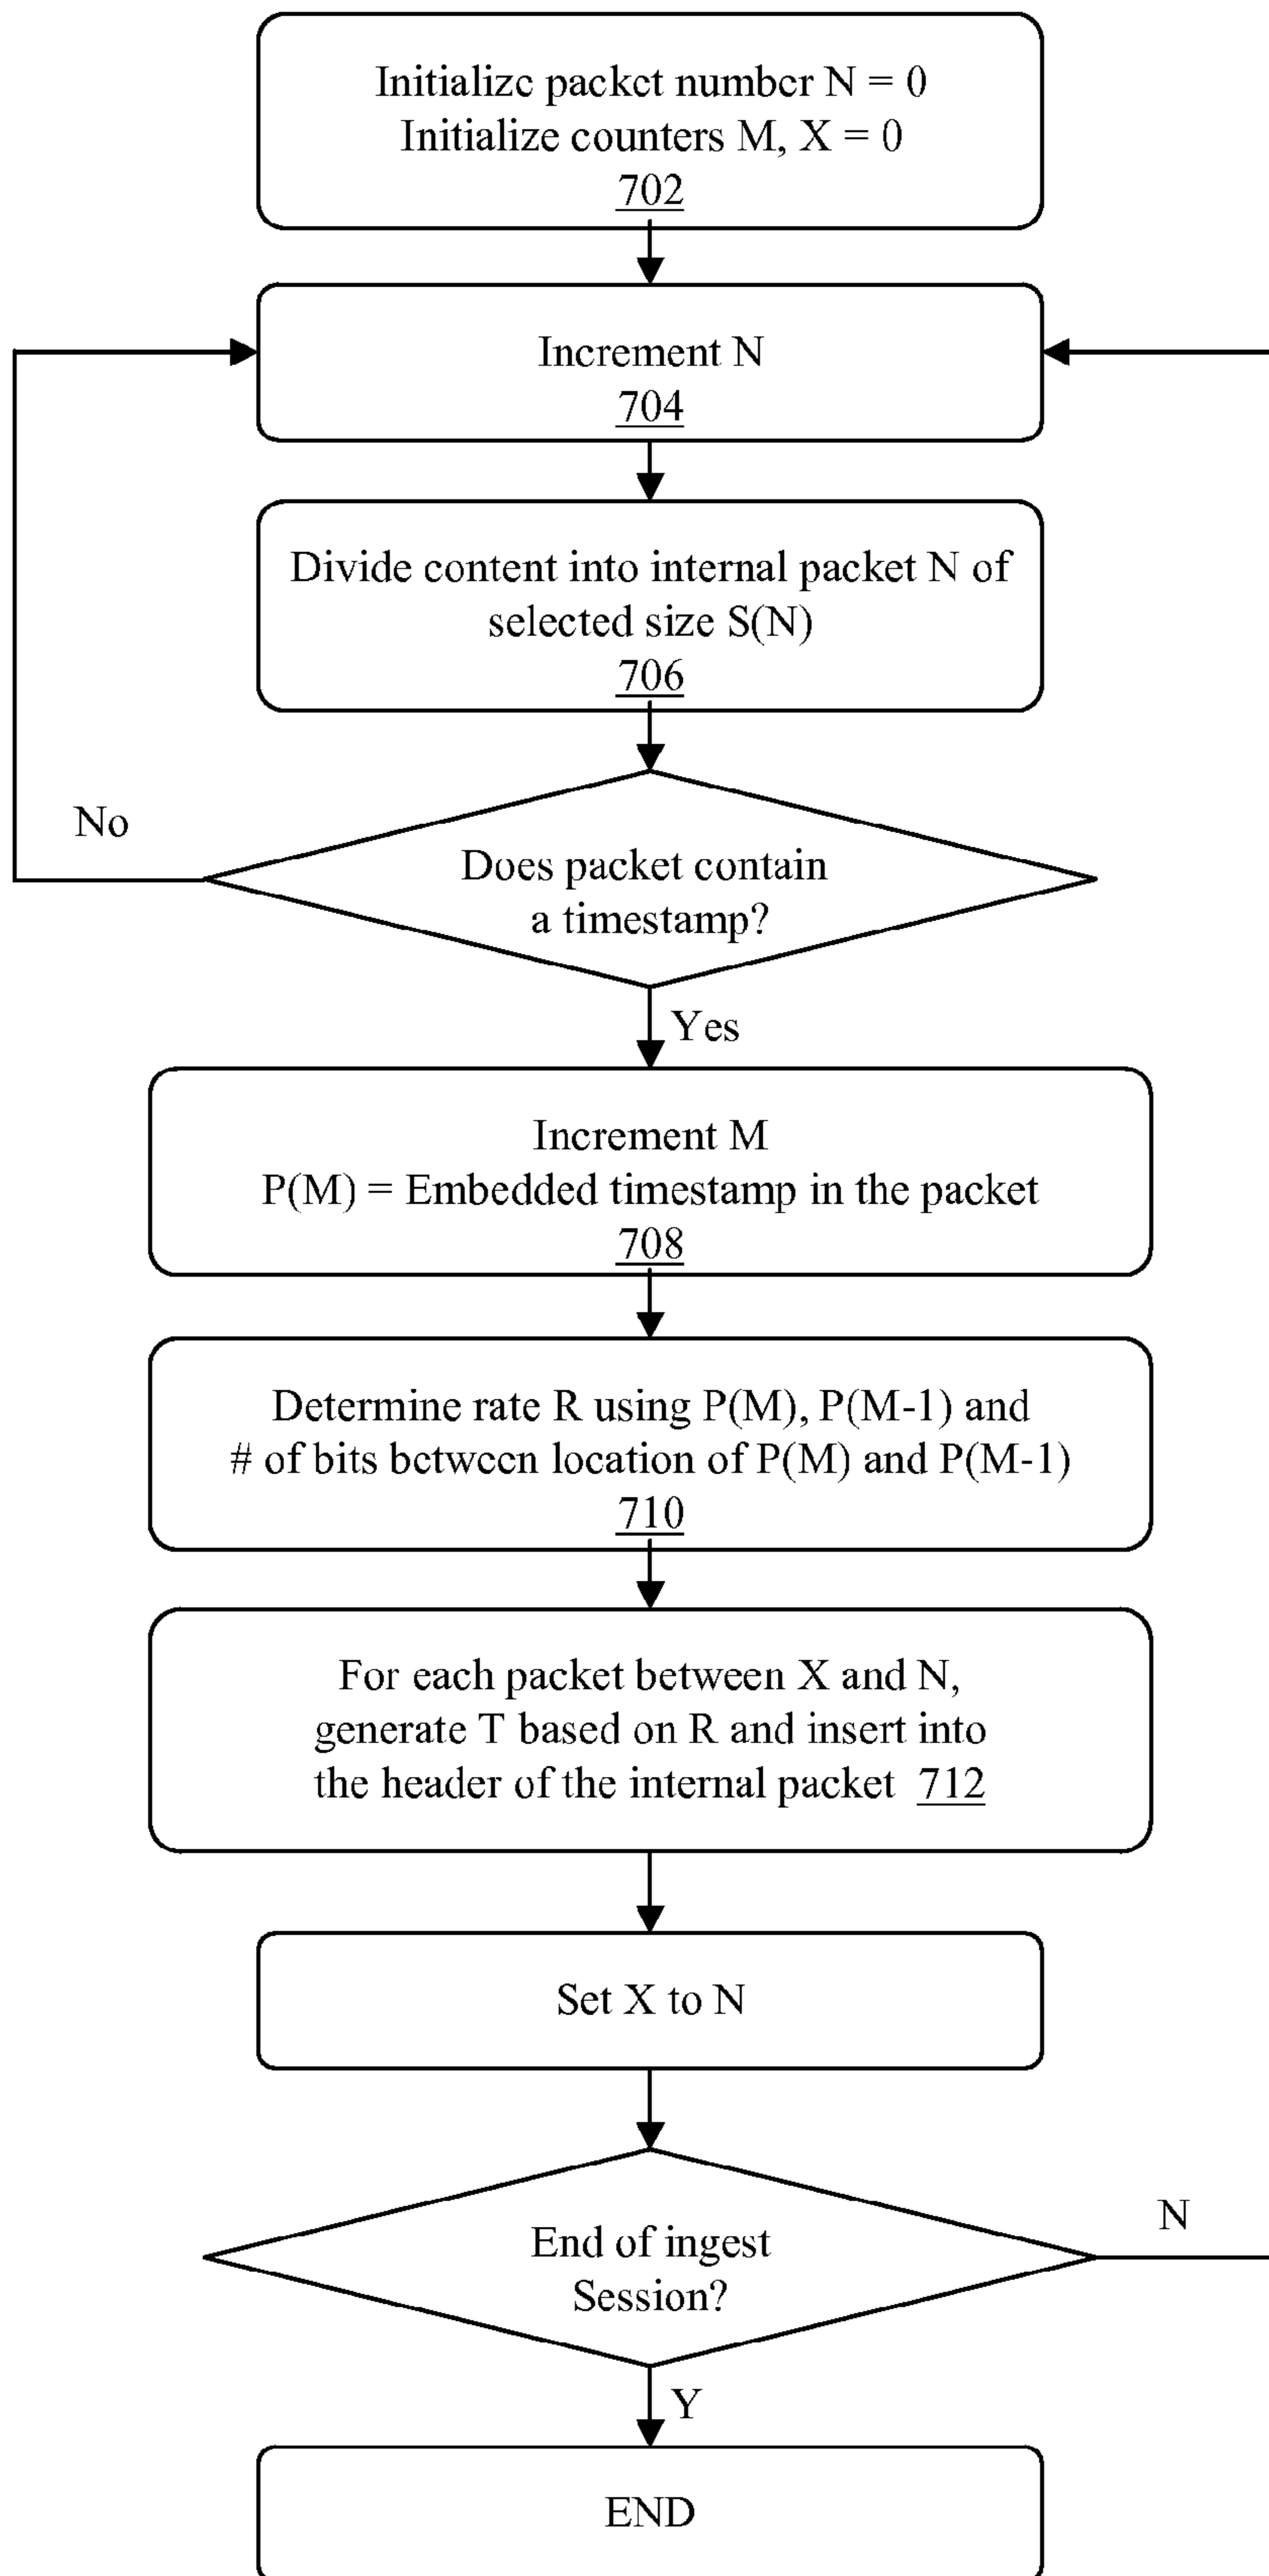 Initialize packet number N = 0
Initialize counters M, X = 0
702
Increment N
704
Divide content into internal packet N of
selected size S(N)
706
No
Does packet contain
a timestamp?
Yes
Increment M
P(M) = Embedded timestamp in the packet
708
Determine rate R using P(M), P(M-1) and
# of bits between location of P(M) and P(M-1)
710
For each packet between X and N,
generate T based on R and insert into
the header of the internal packet 712
Set X to N
End of ingest
Session?
N
Y
END